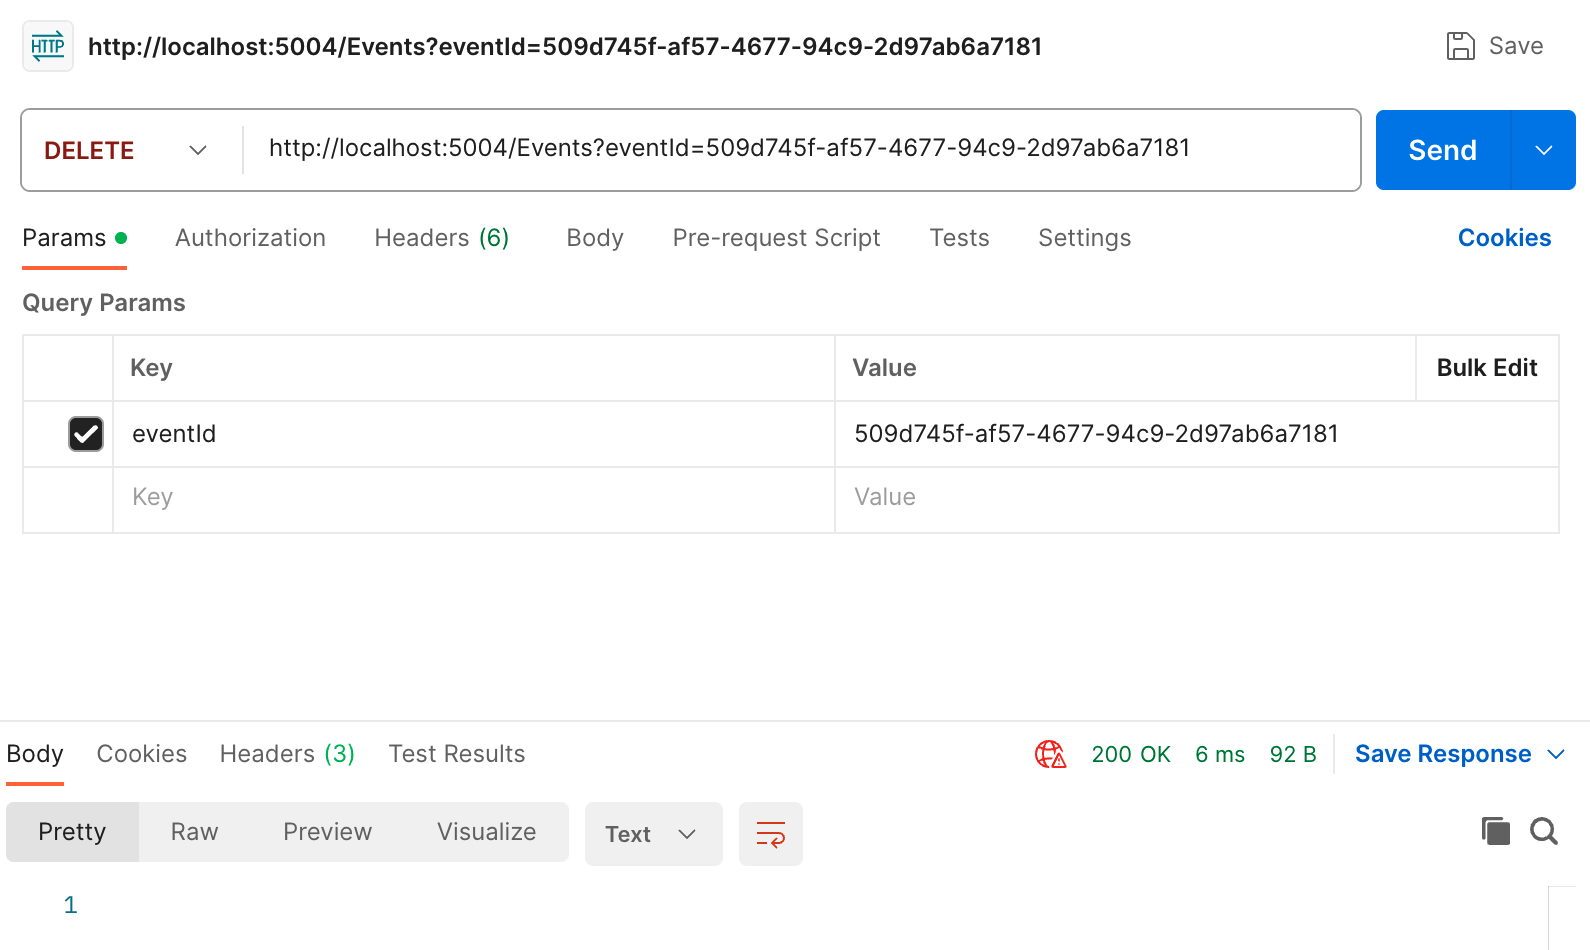 HTTP http://localhost:5004/Events?eventId=509d745f-af57-4677-94c9-2d97ab6a7181 Save
DELETE http://localhost:5004/Events?eventId=509d745f-af57-4677-94c9-2d97ab6a7181 Send
Params Authorization Headers (6) Body Pre-request Script Tests Settings Cookies
Query Params
Key Value Bulk Edit
eventId 509d745f-af57-4677-94c9-2d97ab6a7181
Key Value
Body Cookies Headers (3) Test Results 200 OK 6 ms 92 B Save Response
Pretty Raw Preview Visualize Text
1